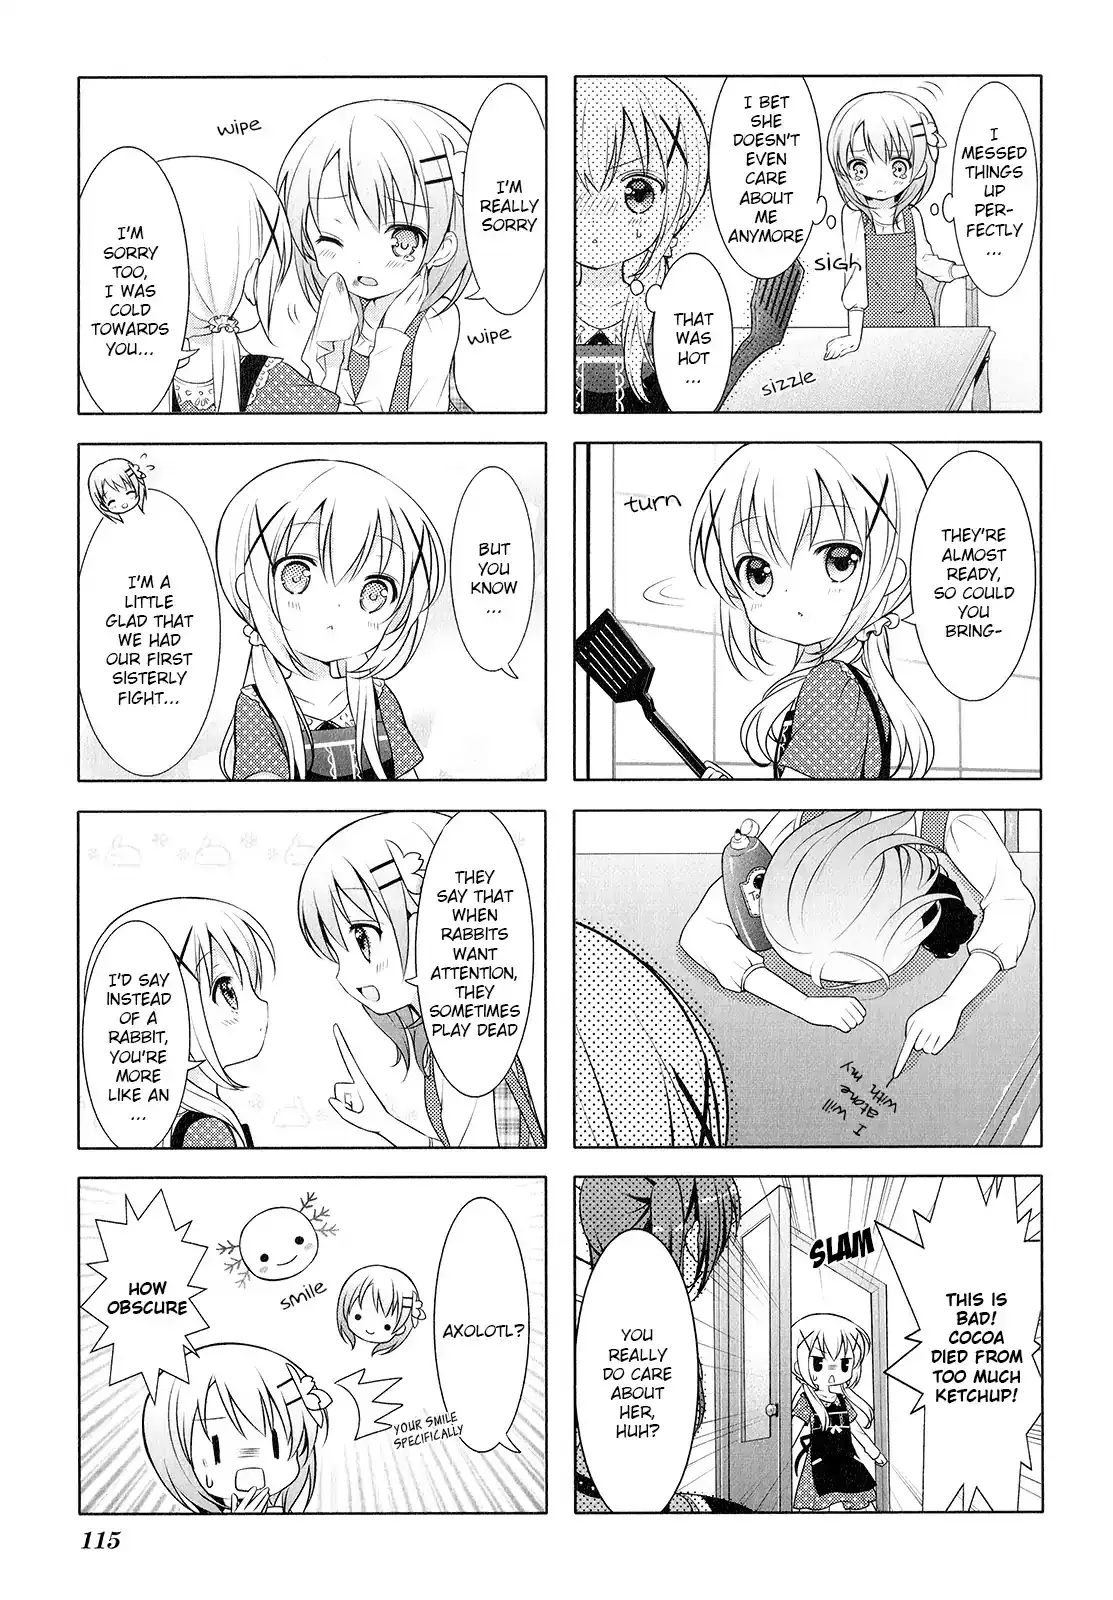 I
MESSED
THINGS
UP
PER-
FECTLY
...
I BET
SHE
DOESN'T
EVEN
CARE
ABOUT
ME
ANYMORE
sigh
THAT
WAS
HOT
...
sizzle
turn
THEY'RE
ALMOST
READY,
SO COULD
YOU
BRING-
I will
atone
with my
THIS IS
BAD!
COCOA
DIED FROM
TOO MUCH
KETCHUP!
SLAM
YOU
REALLY
DO CARE
ABOUT
HER,
HUH?
I'M
REALLY
SORRY
wipe
wipe
I'M
SORRY
TOO,
I WAS
COLD
TOWARDS
YOU...
BUT
YOU
KNOW
...
I'M A
LITTLE
GLAD THAT
WE HAD
OUR FIRST
SISTERLY
FIGHT...
THEY
SAY THAT
WHEN
RABBITS
WANT
ATTENTION,
THEY
SOMETIMES
PLAY DEAD
I'D SAY
INSTEAD
OF A
RABBIT,
YOU'RE
MORE
LIKE AN
...
AXOLOTL?
smile
YOUR SMILE
SPECIFICALLY
HOW
OBSCURE
115